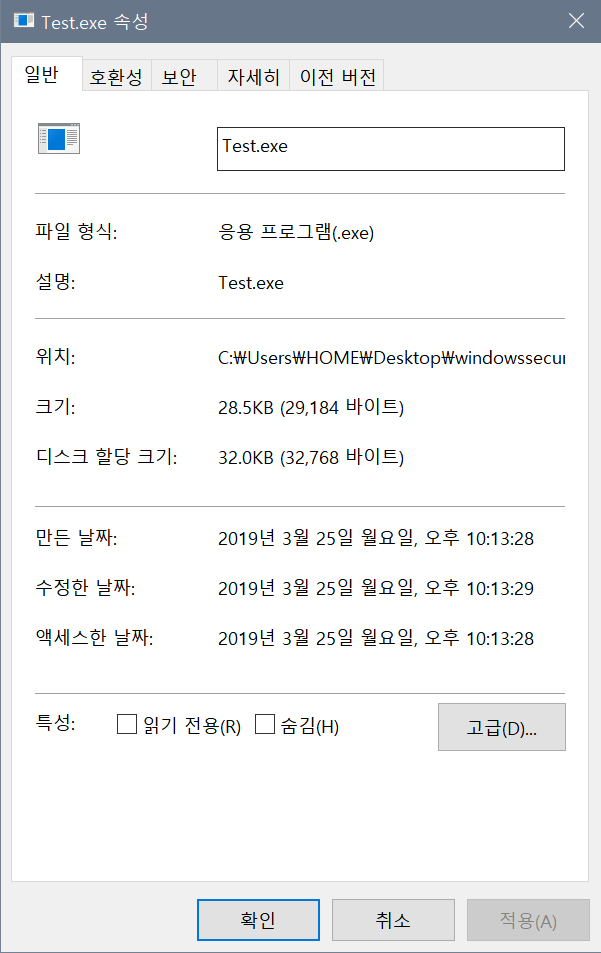 Test.exe 속성
일반 호환성 보안 자세히 이전 버전
Test.exe
파일 형식: 응용 프로그램(.exe)
설명: Test.exe
위치: C:₩Users₩HOME₩Desktop₩windowssecur
크기: 28.5KB (29,184 바이트)
디스크 할당 크기: 32.0KB (32,768 바이트)
만든 날짜: 2019년 3월 25일 월요일, 오후 10:13:28
수정한 날짜: 2019년 3월 25일 월요일, 오후 10:13:29
액세스한 날짜: 2019년 3월 25일 월요일, 오후 10:13:28
특성: 읽기 전용(R) 숨김(H) 고급(D)...
확인 취소 적용(A)